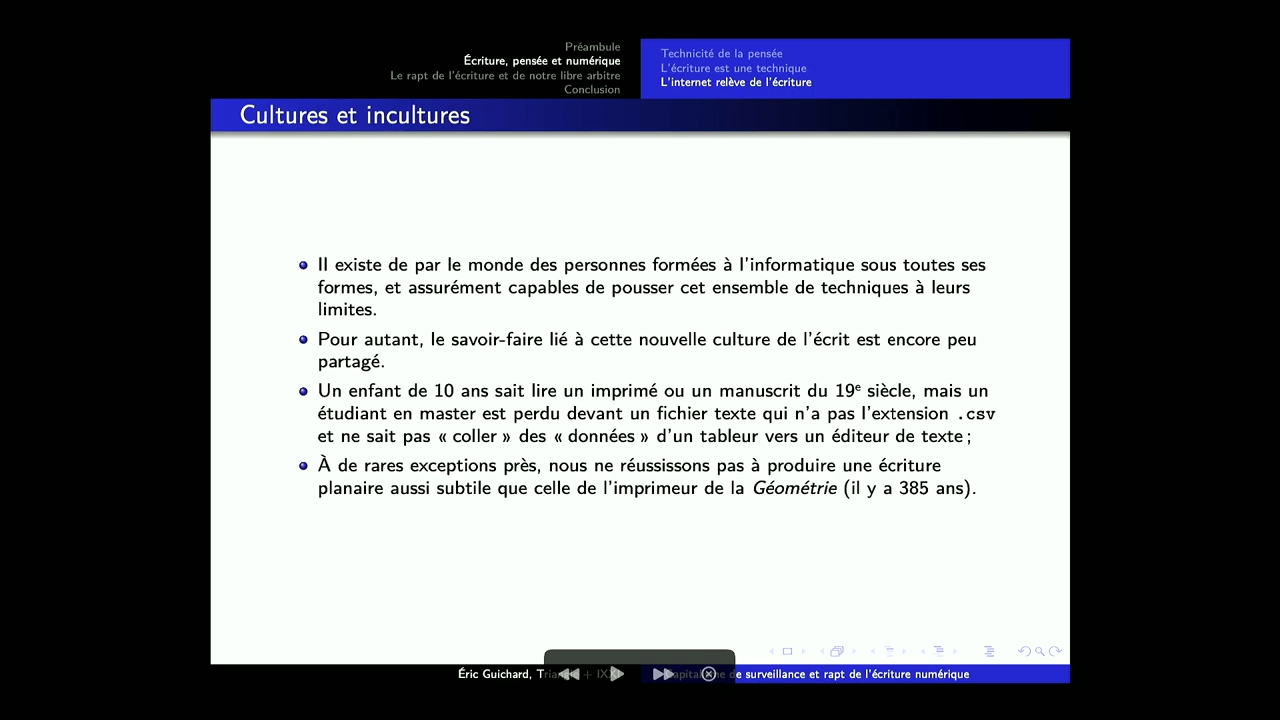 Préambule
Écriture, pensée et numérique
Le rapt de l'écriture et de notre libre arbitre
Conclusion
Technicité de la pensée
L'écriture est une technique
L'internet relève de l'écriture
Cultures et incultures
Il existe de par le monde des personnes formées à l'informatique sous toutes ses
formes, et assurément capables de pousser cet ensemble de techniques à leurs
limites.
Pour autant, le savoir-faire lié à cette nouvelle culture de l'écrit est encore peu
partagé.
Un enfant de 10 ans sait lire un imprimé ou un manuscrit du 19e siècle, mais un
étudiant en master est perdu devant un fichier texte qui n'a pas l'extension .csv
et ne sait pas « coller » des « données » d'un tableur vers un éditeur de texte ;
À de rares exceptions près, nous ne réussissons pas à produire une écriture
planaire aussi subtile que celle de l'imprimeur de la Géométrie (il y a 385 ans).
Éric Guichard,
de surveillance et rapt de l'écriture numérique